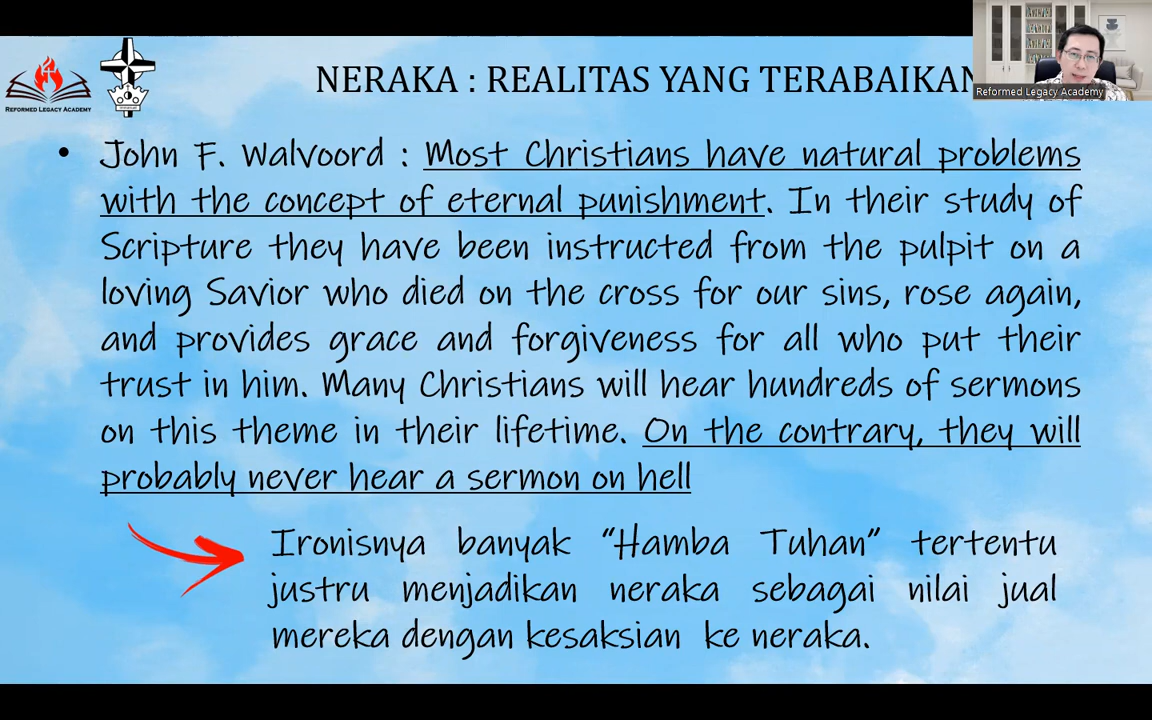 NERAKA : REALITAS YANG TERABAIKAN
Reformed Legacy Academy
REFORMED LEGACY ACADEMY
• John F. Walvoord : Most Christians have natural problems
with the concept of eternal punishment. In their study of
Scripture they have been instructed from the pulpit on a
loving Savior who died on the cross for our sins, rose again,
and provides grace and forgiveness for all who put their
trust in him. Many Christians will hear hundreds of sermons
on this theme in their lifetime. On the contrary, they will
probably never hear a sermon on hell
Ironisnya banyak “Hamba Tuhan” tertentu
justru menjadikan neraka sebagai nilai jual
mereka dengan kesaksian ke neraka.